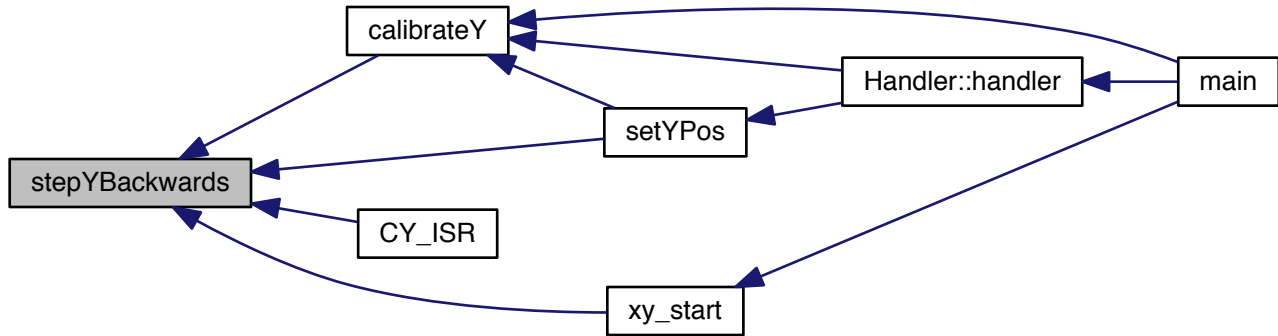 calibrateY
Handler::handler
main
setYPos
stepYBackwards
CY_ISR
xy_start